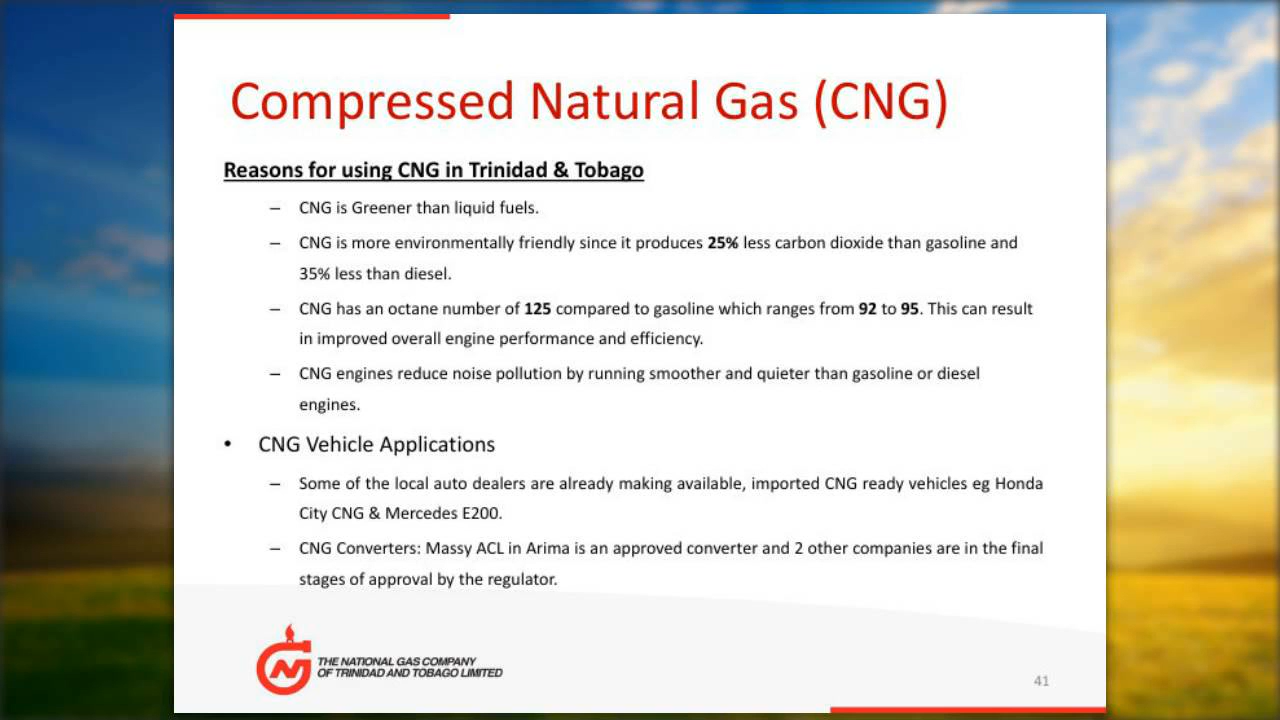 Compressed Natural Gas (CNG)
Reasons for using CNG in Trinidad & Tobago
– CNG is Greener than liquid fuels.
– CNG is more environmentally friendly since it produces 25% less carbon dioxide than gasoline and
35% less than diesel.
– CNG has an octane number of 125 compared to gasoline which ranges from 92 to 95. This can result
in improved overall engine performance and efficiency.
– CNG engines reduce noise pollution by running smoother and quieter than gasoline or diesel
engines.
• CNG Vehicle Applications
– Some of the local auto dealers are already making available, imported CNG ready vehicles eg Honda
City CNG & Mercedes E200.
– CNG Converters: Massy ACL in Arima is an approved converter and 2 other companies are in the final
stages of approval by the regulator.
THE NATIONAL GAS COMPANY
OF TRINIDAD AND TOBAGO LIMITED
41